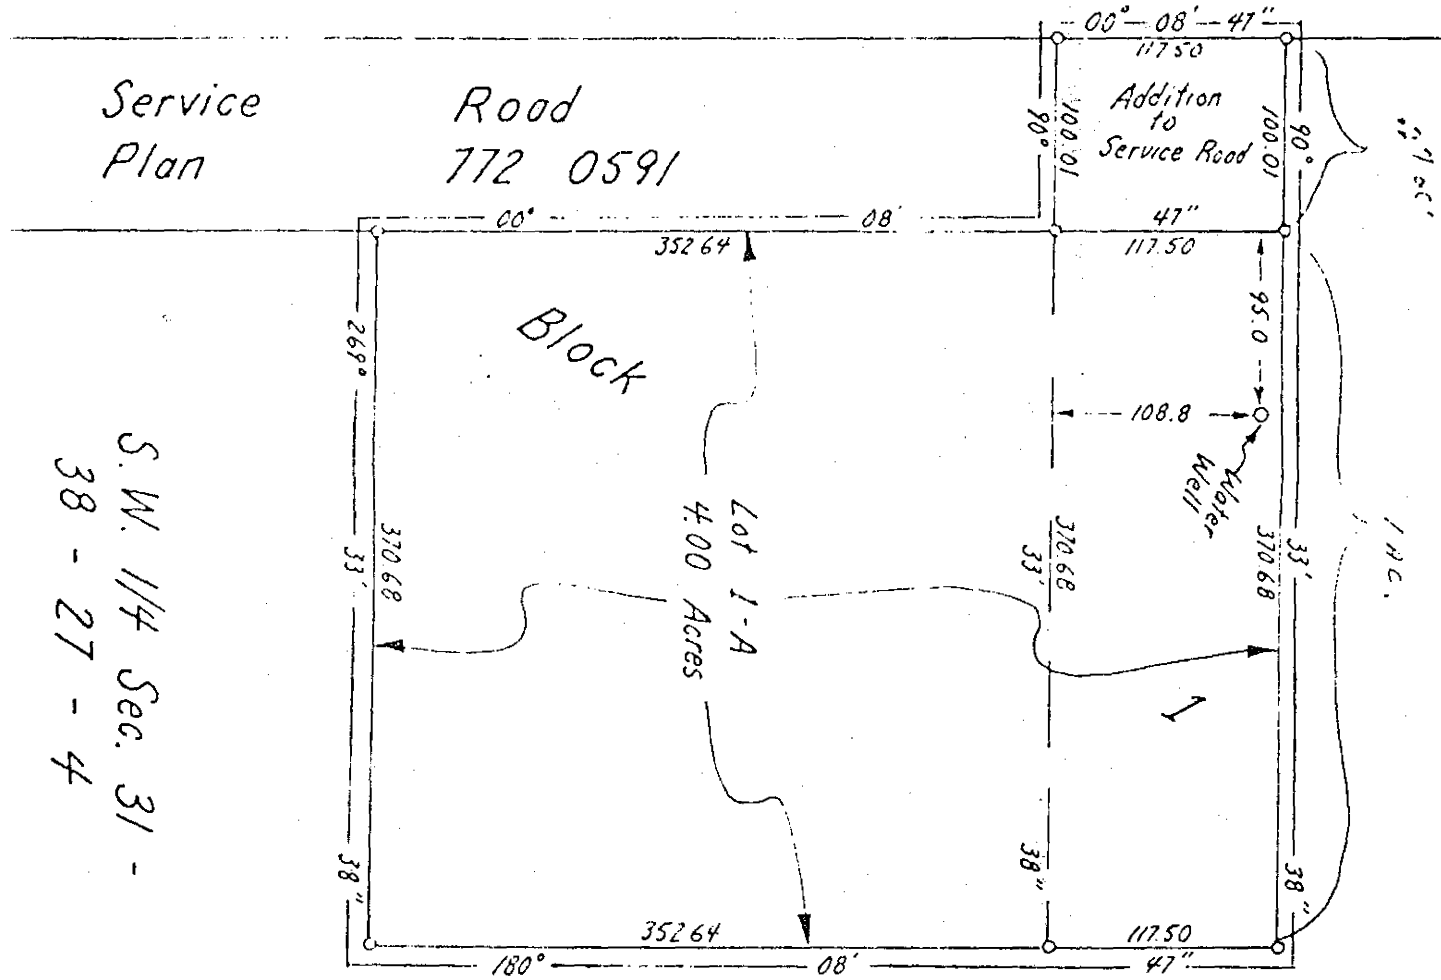 00° 08' 47"
117.50
Service Road
Plan 772 0591
Addition
to
Service Road
90°
100.01
100.01
90°
00° 08' 47"
352.64
117.50
Block
95.0
108.8
Water
Well
269° 33' 38"
370.68
Lot 1-A
4.00 Acres
370.68
33' 38"
370.68
33' 38"
1 AC.
1
S.W. 1/4 Sec. 31 -
38 - 27 - 4
352.64
117.50
180° 08' 47"